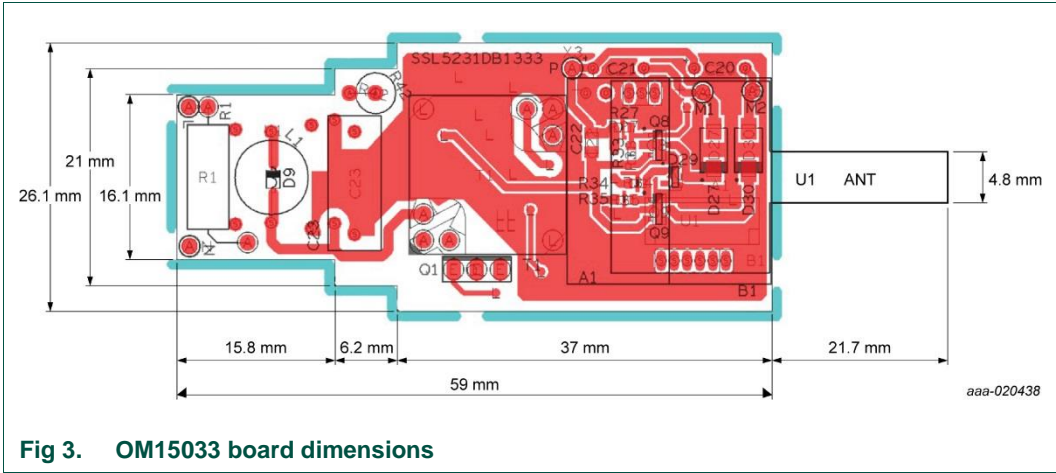 SSL5231DB1333
X3
P A C21 C20
R42
A A
R1
A A
L1
C22
R27
Q8
M1
M2
21 mm
26.1 mm
16.1 mm
R1
D9
C23
R34
R35
D29
D27
D30
Q9
U1 ANT
4.8 mm
U1
C23
N A
Q1
A1
B1
B1
15.8 mm
6.2 mm
37 mm
21.7 mm
59 mm
aaa-020438
Fig 3. OM15033 board dimensions